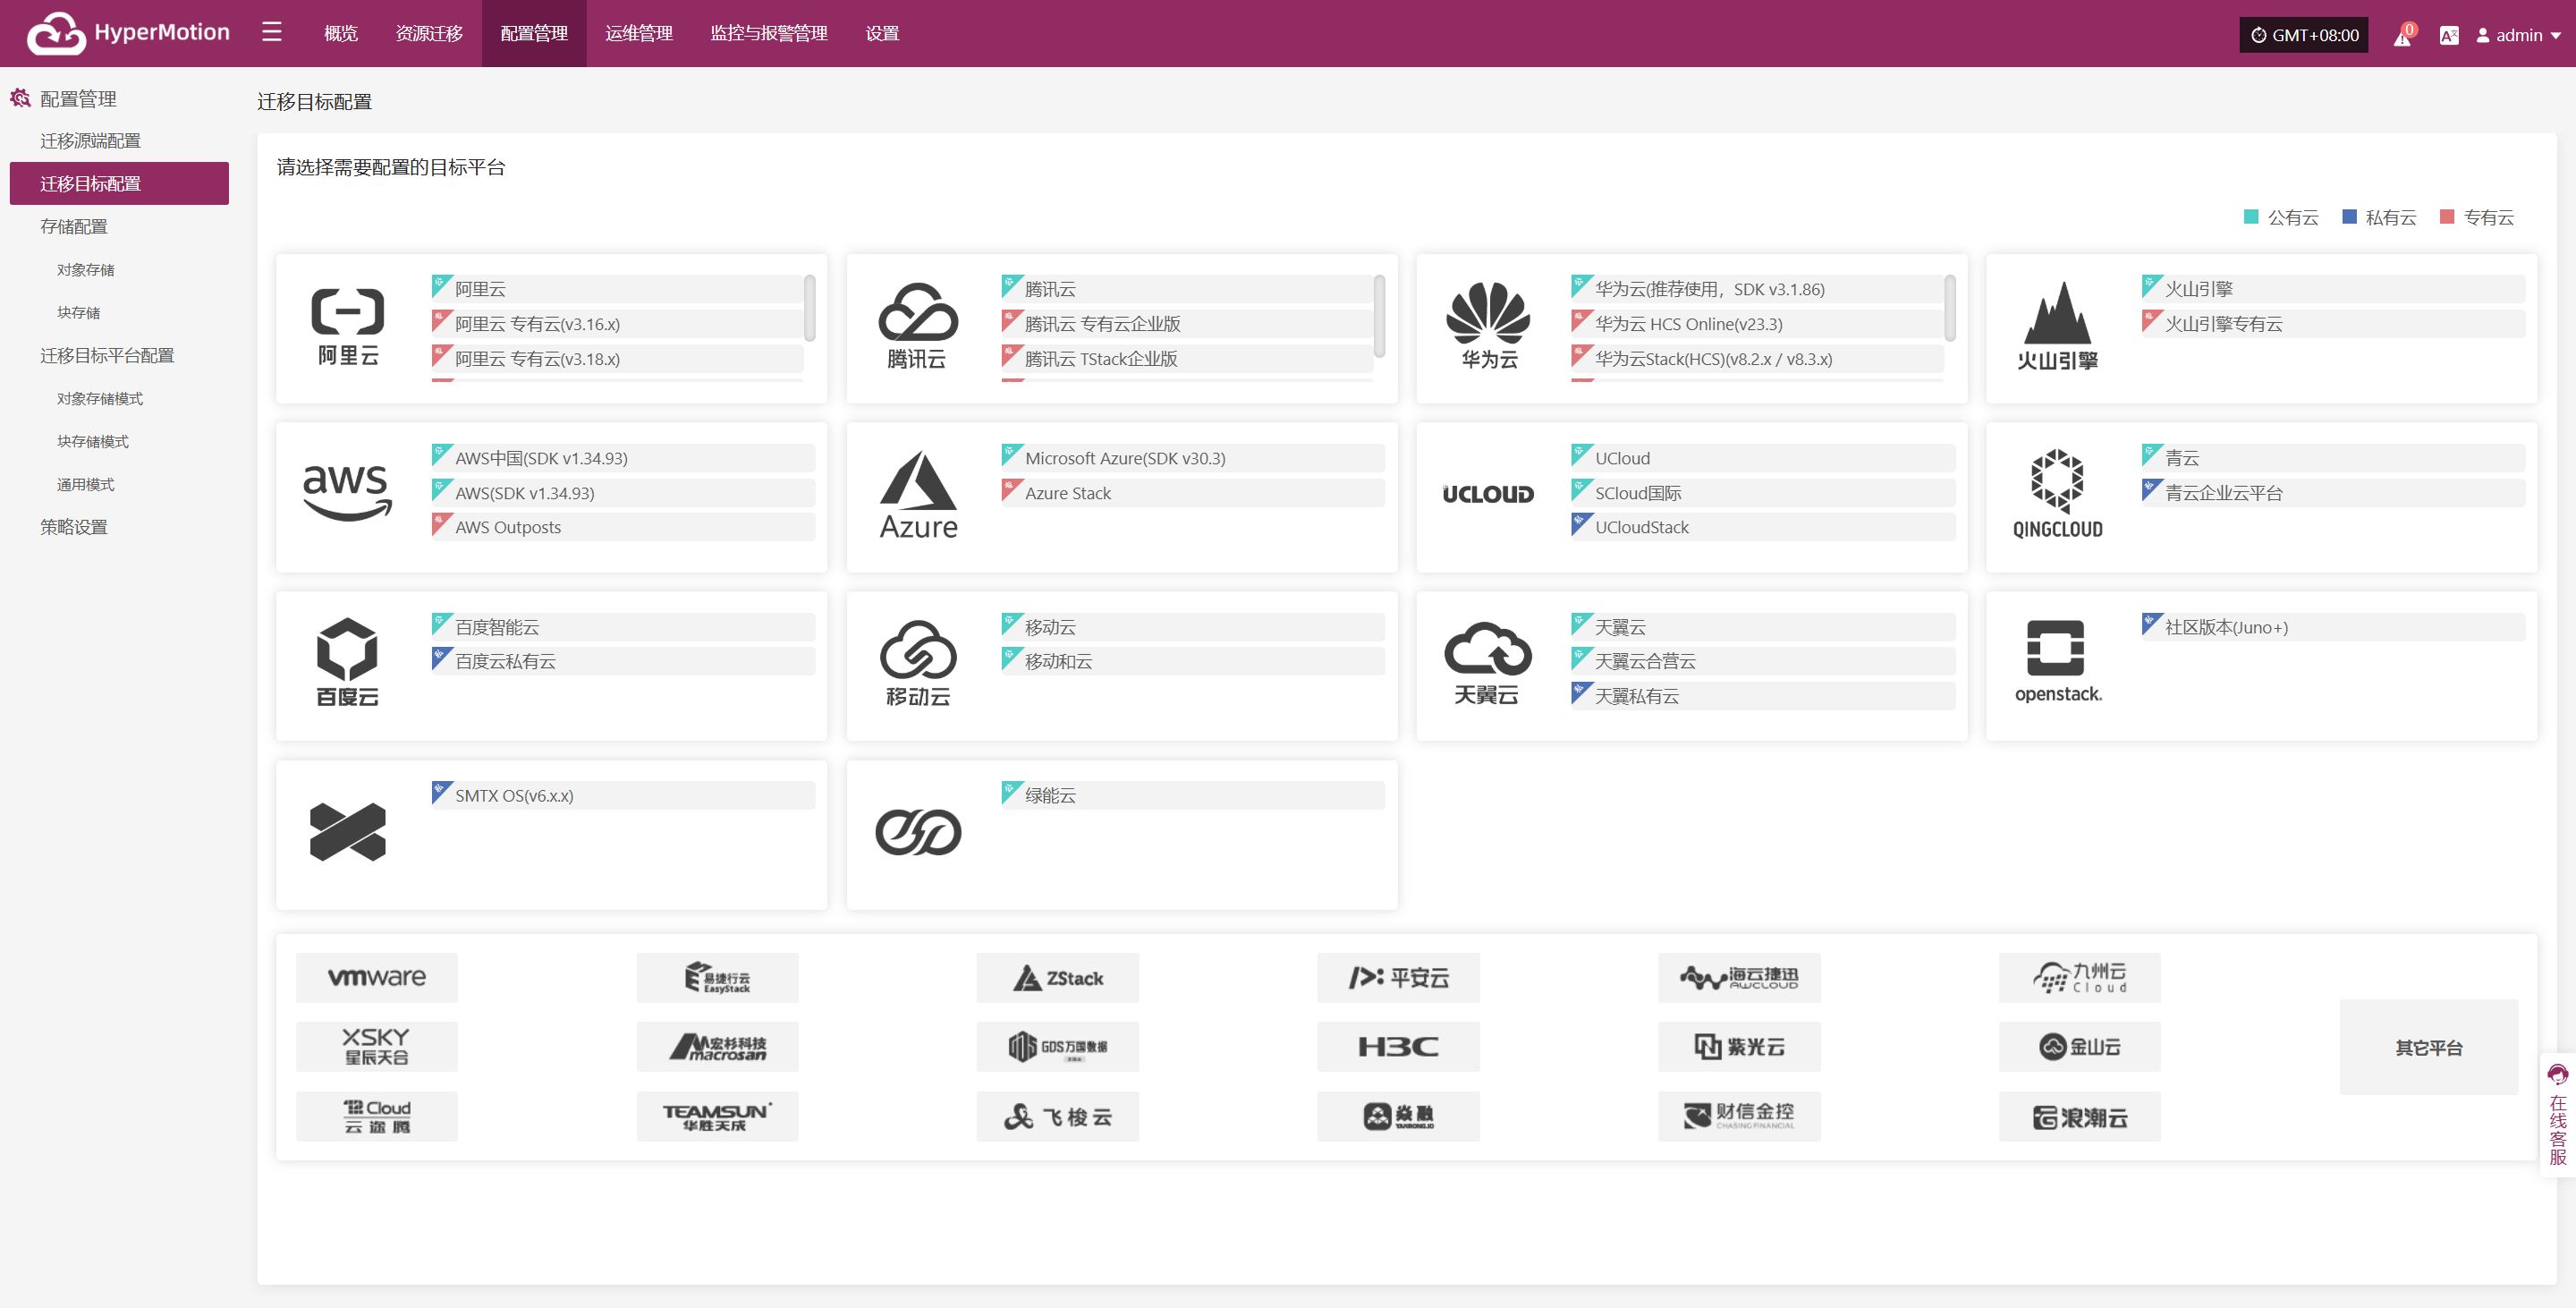 HyperMotion
概览
资源迁移
配置管理
运维管理
监控与报警管理
设置
GMT+08:00
0
admin
配置管理
迁移源端配置
迁移目标配置
存储配置
对象存储
块存储
迁移目标平台配置
对象存储模式
块存储模式
通用模式
策略设置
迁移目标配置
请选择需要配置的目标平台
公有云
私有云
专有云
阿里云
阿里云
阿里云 专有云(v3.16.x)
阿里云 专有云(v3.18.x)
腾讯云
腾讯云
腾讯云 专有云企业版
腾讯云 TStack企业版
华为云
华为云(推荐使用，SDK v3.1.86)
华为云 HCS Online(v23.3)
华为云Stack(HCS)(v8.2.x / v8.3.x)
火山引擎
火山引擎
火山引擎专有云
aws
AWS中国(SDK v1.34.93)
AWS(SDK v1.34.93)
AWS Outposts
Azure
Microsoft Azure(SDK v30.3)
Azure Stack
UCLOUD
UCloud
SCloud国际
UCloudStack
QINGCLOUD
青云
青云企业云平台
百度云
百度智能云
百度云私有云
移动云
移动云
移动和云
天翼云
天翼云
天翼云合营云
天翼私有云
openstack.
社区版本(Juno+)
SMTX OS(v6.x.x)
绿能云
vmware
易捷行云
EasyStack
ZStack
平安云
海云捷迅
AWCLOUD
九州云
Cloud
XSKY
星辰天合
宏杉科技
macrosan
GDS万国数据
H3C
紫光云
金山云
Cloud
云途腾
TEAMSUN
华胜天成
飞梭云
焱融
YANRONG.IO
财信金控
CHASING FINANCIAL
浪潮云
其它平台
在线客服